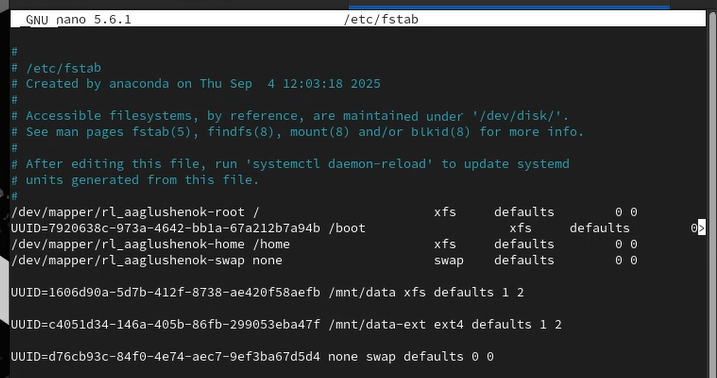 GNU nano 5.6.1 /etc/fstab
#
# /etc/fstab
# Created by anaconda on Thu Sep  4 12:03:18 2025
#
# Accessible filesystems, by reference, are maintained under '/dev/disk/'.
# See man pages fstab(5), findfs(8), mount(8) and/or blkid(8) for more info.
#
# After editing this file, run 'systemctl daemon-reload' to update systemd
# units generated from this file.
#
/dev/mapper/rl_aaglushenok-root / xfs defaults 0 0
UUID=7920638c-973a-4642-bb1a-67a212b7a94b /boot xfs defaults 0>
/dev/mapper/rl_aaglushenok-home /home xfs defaults 0 0
/dev/mapper/rl_aaglushenok-swap none swap defaults 0 0
UUID=1606d90a-5d7b-412f-8738-ae420f58aefb /mnt/data xfs defaults 1 2
UUID=c4051d34-146a-405b-86fb-299053eba47f /mnt/data-ext ext4 defaults 1 2
UUID=d76cb93c-84f0-4e74-aec7-9ef3ba67d5d4 none swap defaults 0 0